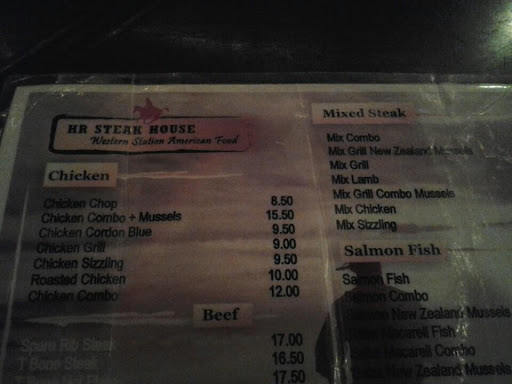 HR STEAK HOUSE
Western Station American Food
Chicken
Chicken Chop 8.50
Chicken Combo + Mussels 15.50
Chicken Cordon Blue 9.50
Chicken Grill 9.00
Chicken Sizzling 9.50
Roasted Chicken 10.00
Chicken Combo 12.00
Beef
Spare Rib Steak 17.00
T Bone Steak 16.50
17.50
Mixed Steak
Mix Combo
Mix Grill New Zealand Mussels
Mix Grill
Mix Lamb
Mix Grill Combo Mussels
Mix Chicken
Mix Sizzling
Salmon Fish
Salmon Fish
Salmon Combo
Salmon New Zealand Mussels
Macarell Fish
Macarell Combo
New Zealand Mussels